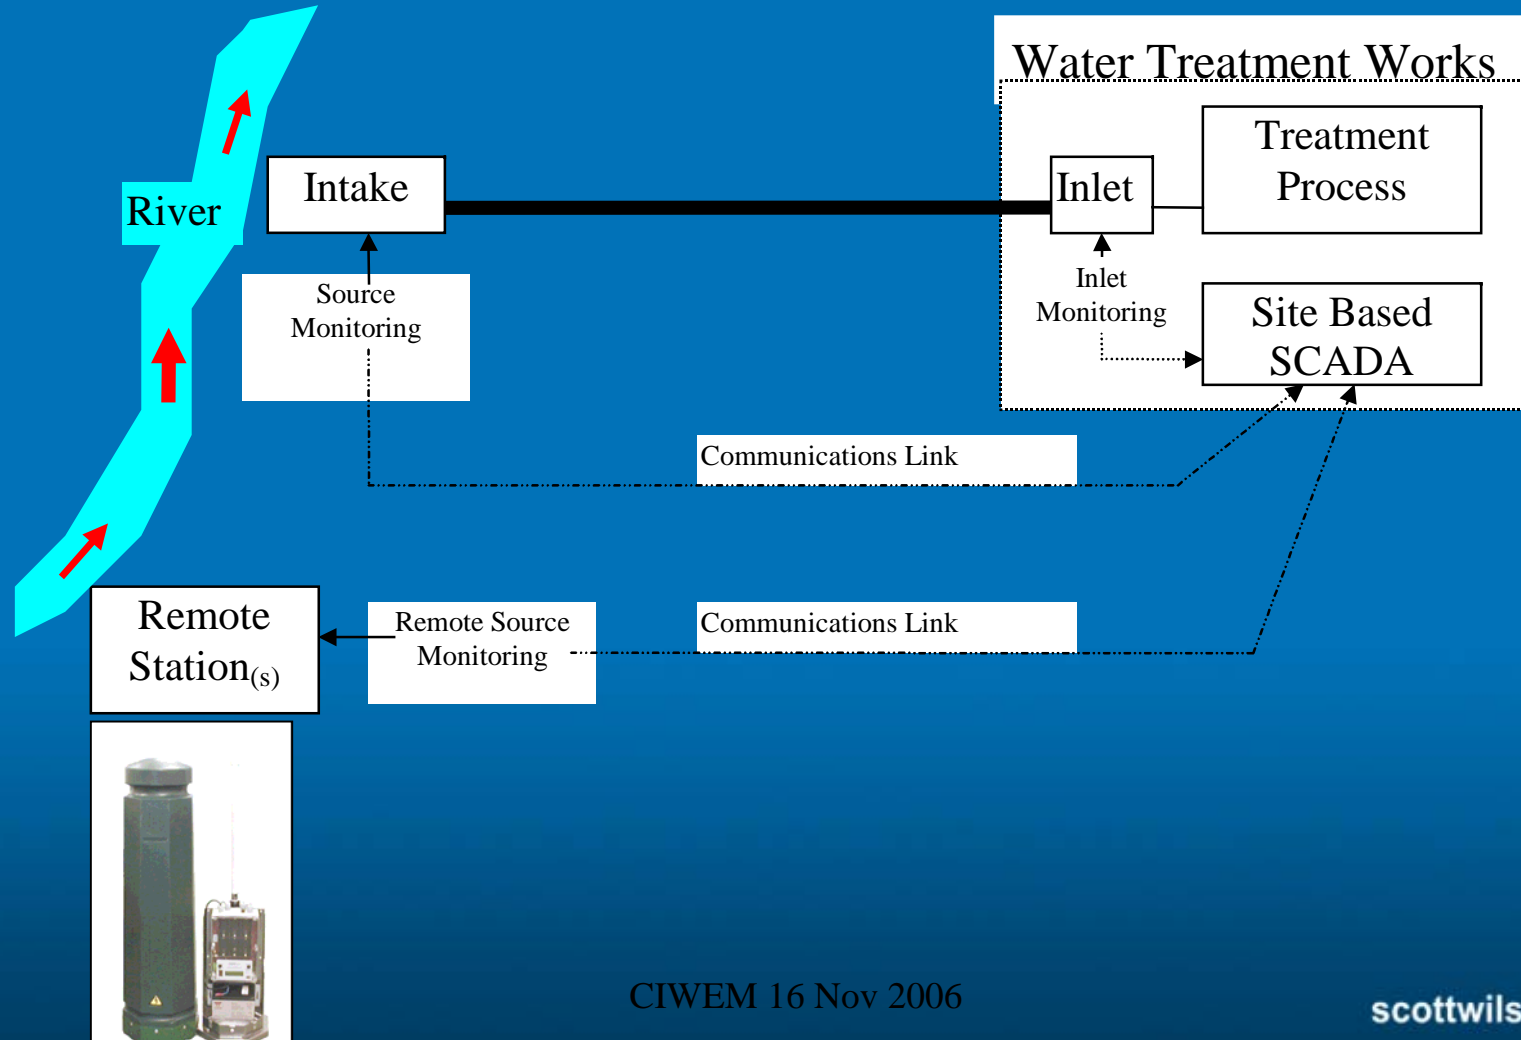 Water Treatment Works
Treatment
Process
Intake
Inlet
River
Source
Monitoring
Inlet
Monitoring
Site Based
SCADA
Communications Link
Remote
Station(s)
Remote Source
Monitoring
Communications Link
CIWEM 16 Nov 2006
scottwils